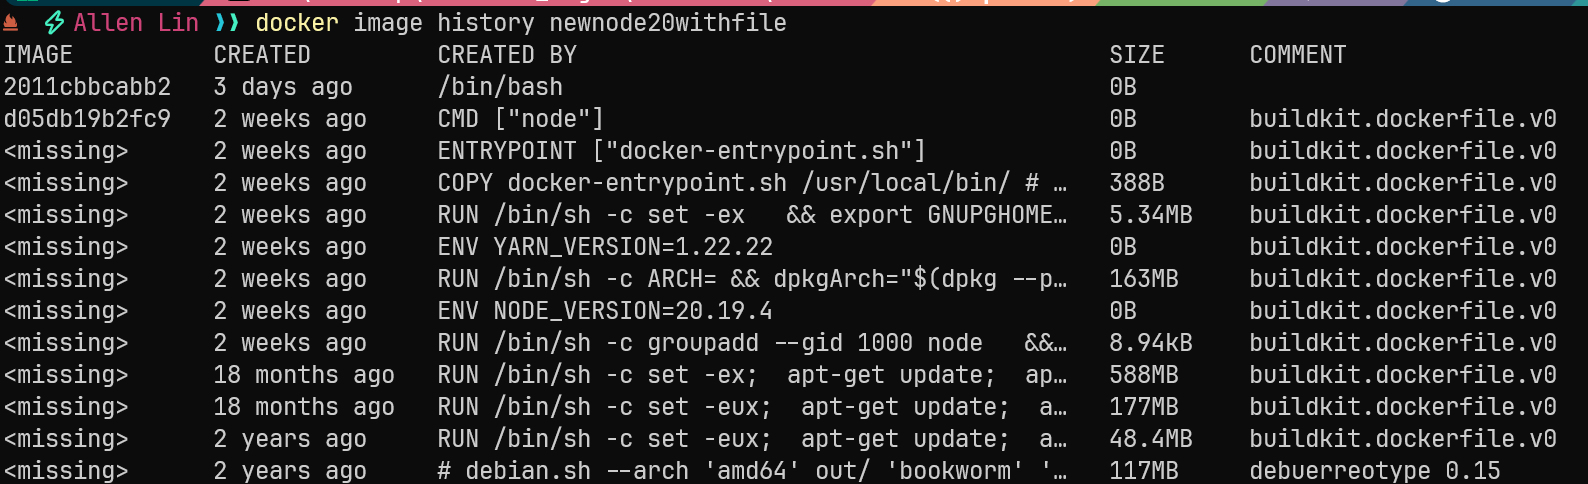 Allen Lin ⟫ docker image history newnode20withfile
IMAGE CREATED CREATED BY SIZE COMMENT
2011cbbcabb2 3 days ago /bin/bash 0B
d05db19b2fc9 2 weeks ago CMD ["node"] 0B buildkit.dockerfile.v0
<missing> 2 weeks ago ENTRYPOINT ["docker-entrypoint.sh"] 0B buildkit.dockerfile.v0
<missing> 2 weeks ago COPY docker-entrypoint.sh /usr/local/bin/ # … 388B buildkit.dockerfile.v0
<missing> 2 weeks ago RUN /bin/sh -c set -ex && export GNUPGHOME… 5.34MB buildkit.dockerfile.v0
<missing> 2 weeks ago ENV YARN_VERSION=1.22.22 0B buildkit.dockerfile.v0
<missing> 2 weeks ago RUN /bin/sh -c ARCH= && dpkgArch="$(dpkg --p… 163MB buildkit.dockerfile.v0
<missing> 2 weeks ago ENV NODE_VERSION=20.19.4 0B buildkit.dockerfile.v0
<missing> 2 weeks ago RUN /bin/sh -c groupadd --gid 1000 node &&… 8.94kB buildkit.dockerfile.v0
<missing> 18 months ago RUN /bin/sh -c set -ex; apt-get update; ap… 588MB buildkit.dockerfile.v0
<missing> 18 months ago RUN /bin/sh -c set -eux; apt-get update; a… 177MB buildkit.dockerfile.v0
<missing> 2 years ago RUN /bin/sh -c set -eux; apt-get update; a… 48.4MB buildkit.dockerfile.v0
<missing> 2 years ago # debian.sh --arch 'amd64' out/ 'bookworm' '… 117MB debuerreotype 0.15